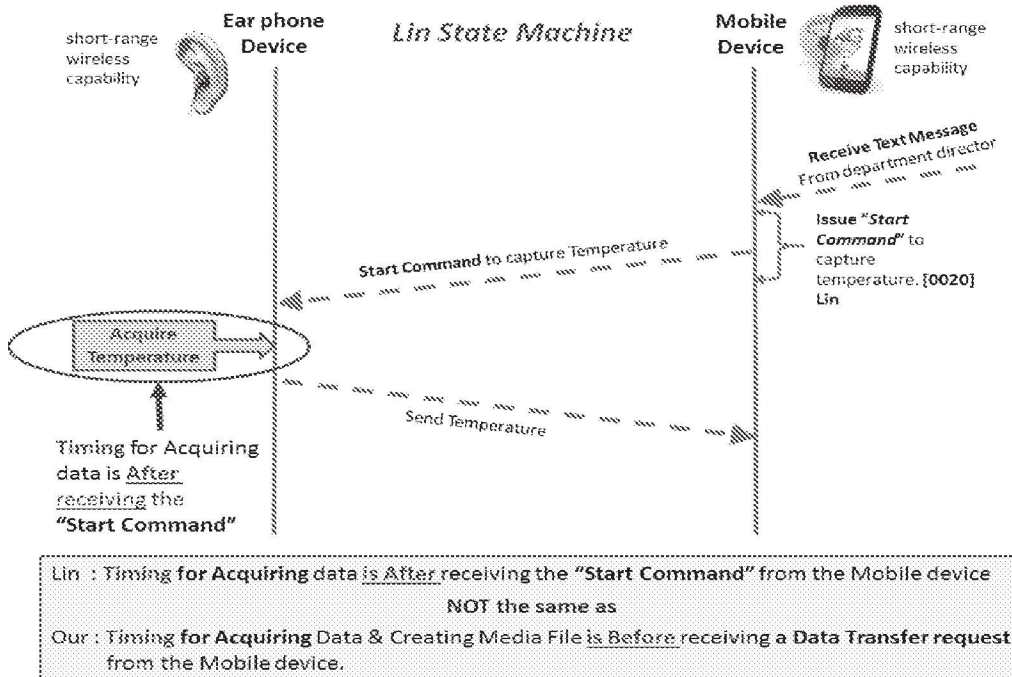 Lin State Machine
short-range
wireless
capability
Ear phone
Device
Mobile
Device
short-range
wireless
capability
Receive Text Message
From department director
Issue "Start
Command" to
capture
temperature. [0020]
Lin
Start Command to capture Temperature
Acquire
Temperature
Send Temperature
Timing for Acquiring
data is After
receiving the
"Start Command"
Lin : Timing for Acquiring data is After receiving the "Start Command" from the Mobile device
NOT the same as
Our : Timing for Acquiring Data & Creating Media File is Before receiving a Data Transfer request
from the Mobile device.